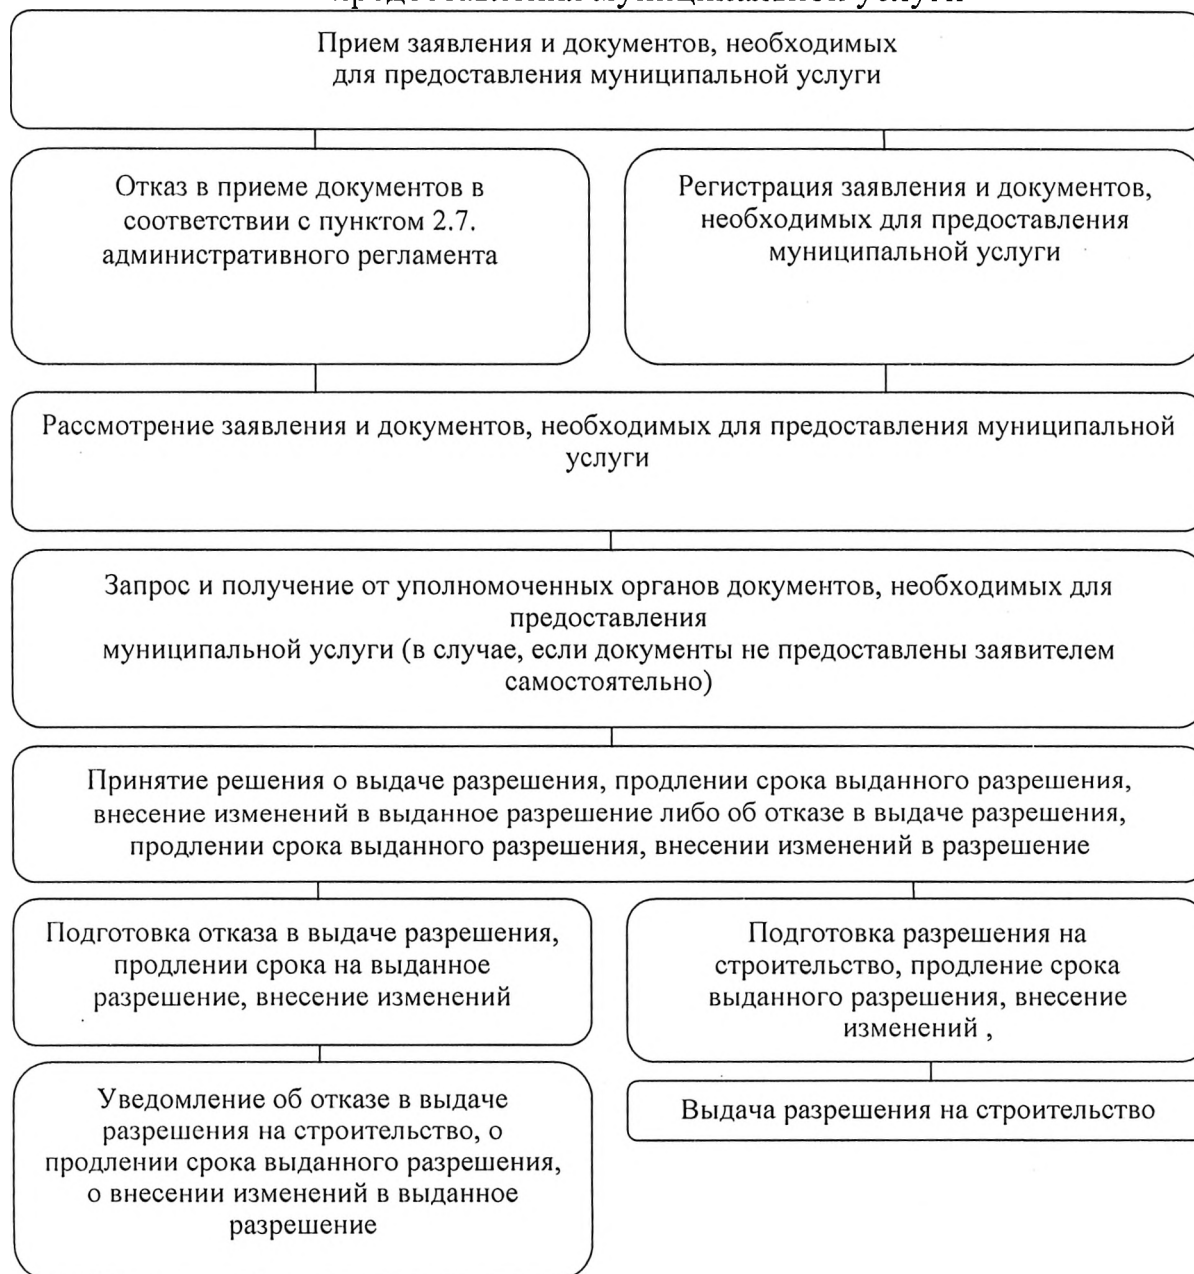 предоставления муниципальной услуги
Прием заявления и документов, необходимых
для предоставления муниципальной услуги
Отказ в приеме документов в
соответствии с пунктом 2.7.
административного регламента
Регистрация заявления и документов,
необходимых для предоставления
муниципальной услуги
Рассмотрение заявления и документов, необходимых для предоставления муниципальной
услуги
Запрос и получение от уполномоченных органов документов, необходимых для
предоставления
муниципальной услуги (в случае, если документы не предоставлены заявителем
самостоятельно)
Принятие решения о выдаче разрешения, продлении срока выданного разрешения,
внесение изменений в выданное разрешение либо об отказе в выдаче разрешения,
продлении срока выданного разрешения, внесении изменений в разрешение
Подготовка отказа в выдаче разрешения,
продлении срока на выданное
разрешение, внесение изменений
Подготовка разрешения на
строительство, продление срока
выданного разрешения, внесение
изменений ,
Уведомление об отказе в выдаче
разрешения на строительство, о
продлении срока выданного разрешения,
о внесении изменений в выданное
разрешение
Выдача разрешения на строительство